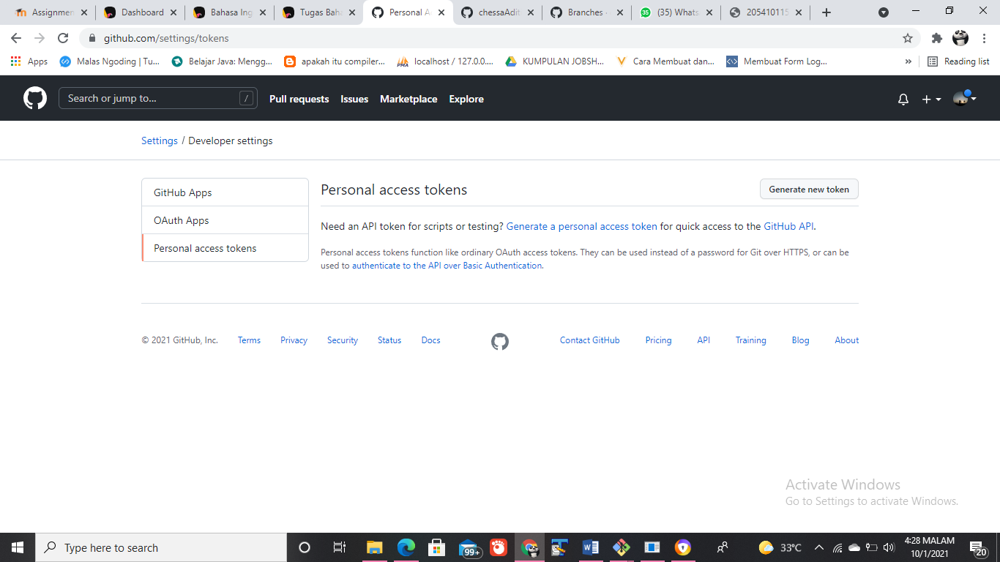 Assignmen
Dashboard
Bahasa Ing
Tugas Baha
Personal A
chessaAdit
Branches
(35) Whats
205410115
github.com/settings/tokens
Apps
Malas Ngoding | Tu...
Belajar Java: Mengg...
apakah itu compiler...
localhost / 127.0.0....
KUMPULAN JOBSH...
Cara Membuat dan...
Membuat Form Log...
»
Reading list
Search or jump to... /
Pull requests
Issues
Marketplace
Explore
Settings / Developer settings
GitHub Apps
OAuth Apps
Personal access tokens
Personal access tokens
Generate new token
Need an API token for scripts or testing? Generate a personal access token for quick access to the GitHub API.
Personal access tokens function like ordinary OAuth access tokens. They can be used instead of a password for Git over HTTPS, or can be
used to authenticate to the API over Basic Authentication.
© 2021 GitHub, Inc.
Terms
Privacy
Security
Status
Docs
Contact GitHub
Pricing
API
Training
Blog
About
Activate Windows
Go to Settings to activate Windows.
Type here to search
99+
33°C
4:28 MALAM
10/1/2021
20